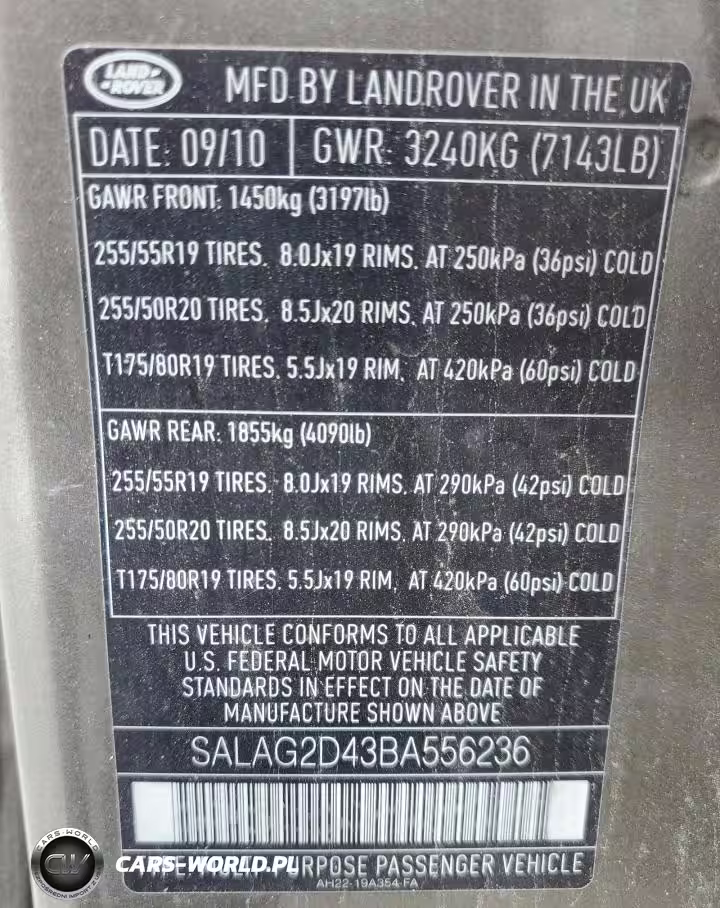 LAND ROVER
MFD BY LANDROVER IN THE UK
DATE: 09/10 GWR: 3240KG (7143LB)
GAWR FRONT: 1450kg (3197lb)
255/55R19 TIRES. 8.0Jx19 RIMS. AT 250kPa (36psi) COLD
255/50R20 TIRES. 8.5Jx20 RIMS. AT 250kPa (36psi) COLD
T175/80R19 TIRES. 5.5Jx19 RIM. AT 420kPa (60psi) COLD
GAWR REAR: 1855kg (4090lb)
255/55R19 TIRES. 8.0Jx19 RIMS. AT 290kPa (42psi) COLD
255/50R20 TIRES. 8.5Jx20 RIMS. AT 290kPa (42psi) COLD
T175/80R19 TIRES. 5.5Jx19 RIM. AT 420kPa (60psi) COLD
THIS VEHICLE CONFORMS TO ALL APPLICABLE
U.S. FEDERAL MOTOR VEHICLE SAFETY
STANDARDS IN EFFECT ON THE DATE OF
MANUFACTURE SHOWN ABOVE
SALAG2D43BA556236
CARS-WORLD
CARS-WORLD.PL
PURPOSE PASSENGER VEHICLE
AH22-19A354-FA